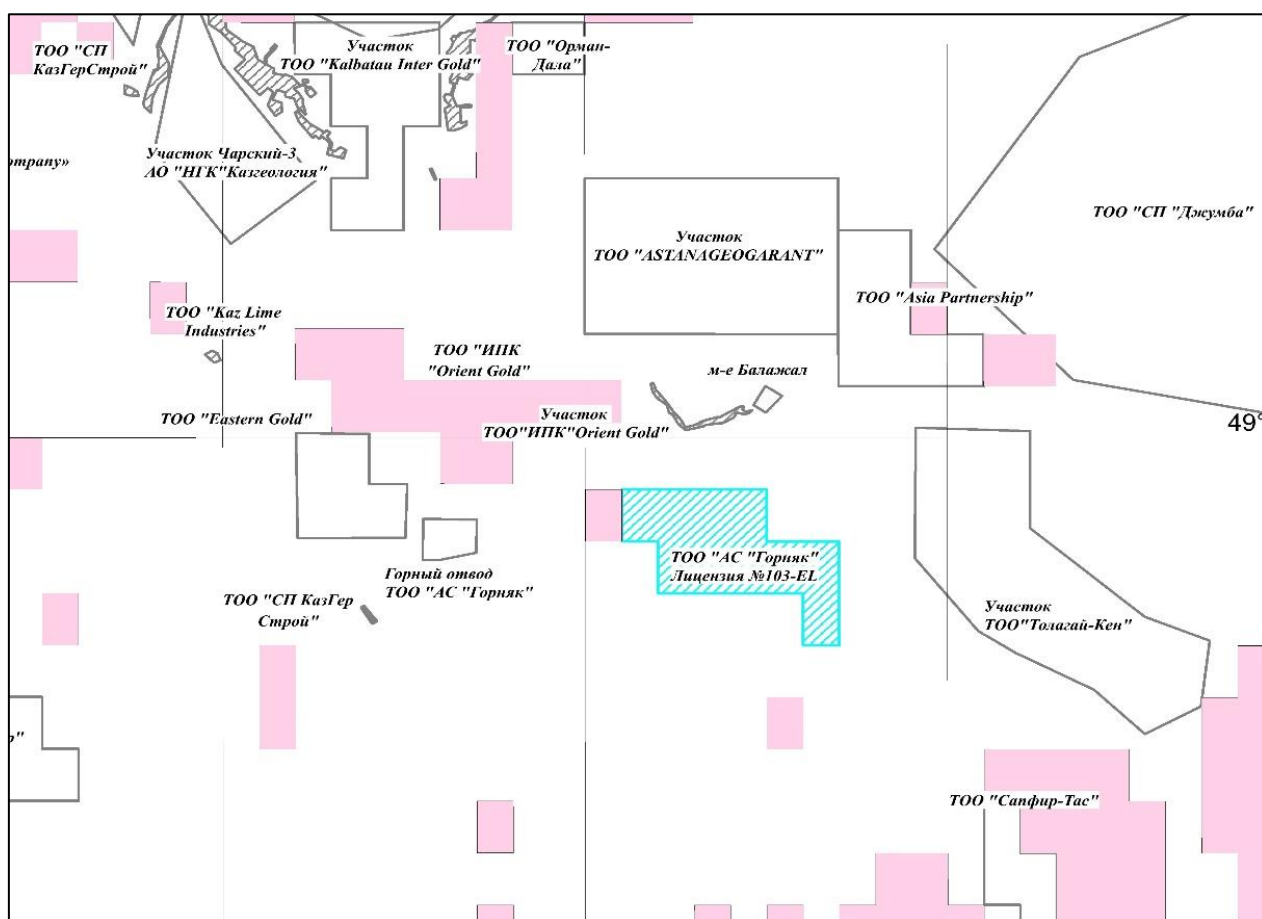 ТОО "СП
КазГерСтрой"
Участок
ТОО "Kalbatau Inter Gold"
ТОО "Орман-
Дала"
Участок Чарский-3
АО "НГК"Казгеология"
ompany»
ТОО "СП "Джумба"
Участок
ТОО "ASTANAGEOGARANT"
ТОО "Asia Partnership"
ТОО "Kaz Lime
Industries"
ТОО "ИПК
"Orient Gold"
м-е Балажал
ТОО "Eastern Gold"
Участок
ТОО"ИПК"Orient Gold"
49°
ТОО "АС "Горняк"
Лицензия №103-EL
Горный отвод
ТОО "АС "Горняк"
ТОО "СП КазГер
Строй"
Участок
ТОО"Толагай-Кен"
ТОО "Сапфир-Тас"